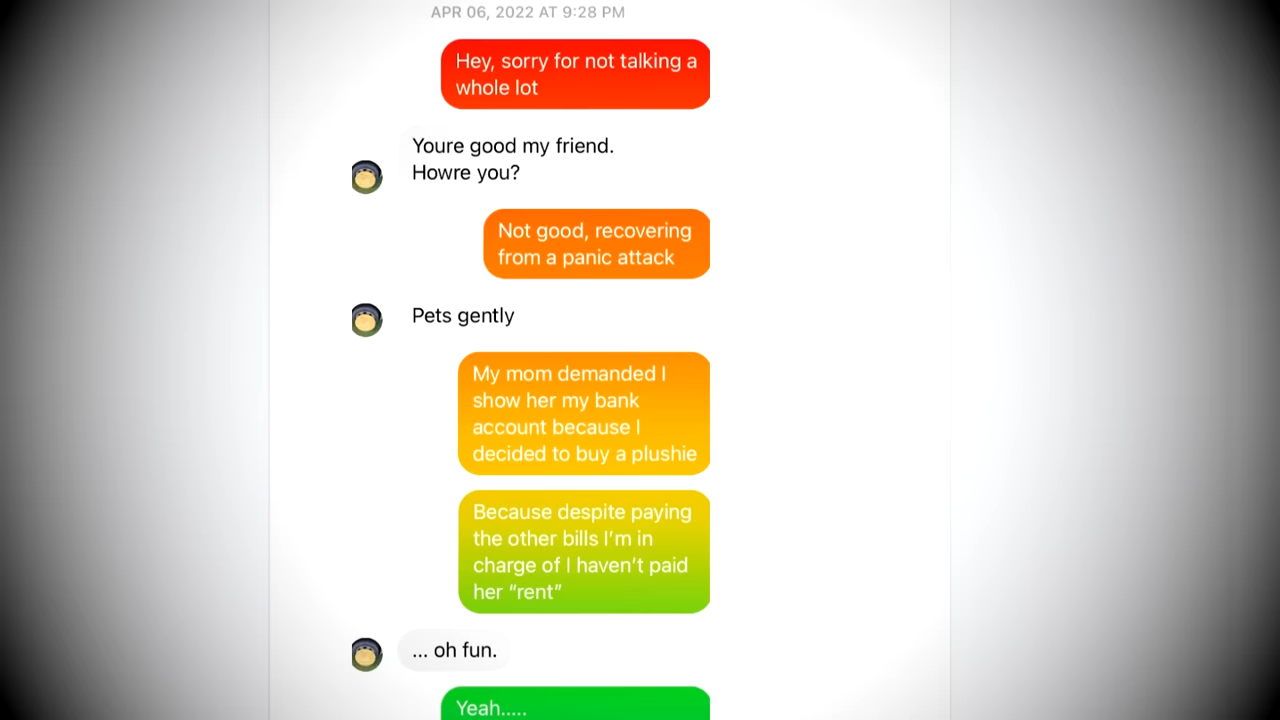 APR 06, 2022 AT 9:28 PM
Hey, sorry for not talking a
whole lot
Youre good my friend.
Howre you?
Not good, recovering
from a panic attack
Pets gently
My mom demanded I
show her my bank
account because I
decided to buy a plushie
Because despite paying
the other bills I’m in
charge of I haven’t paid
her “rent”
... oh fun.
Yeah.....